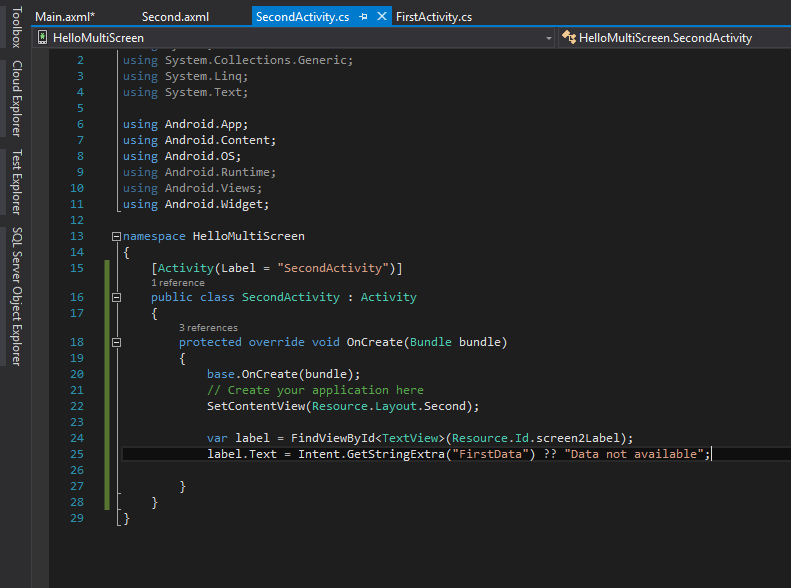 Main.axml* Second.axml SecondActivity.cs FirstActivity.cs
HelloMultiScreen HelloMultiScreen.SecondActivity
Toolbox
Cloud Explorer
Test Explorer
SQL Server Object Explorer
2 using System.Collections.Generic;
3 using System.Linq;
4 using System.Text;
5
6 using Android.App;
7 using Android.Content;
8 using Android.OS;
9 using Android.Runtime;
10 using Android.Views;
11 using Android.Widget;
12
13 namespace HelloMultiScreen
14 {
15 [Activity(Label = "SecondActivity")]
1 reference
16 public class SecondActivity : Activity
17 {
3 references
18 protected override void OnCreate(Bundle bundle)
19 {
20 base.OnCreate(bundle);
21 // Create your application here
22 SetContentView(Resource.Layout.Second);
23
24 var label = FindViewById<TextView>(Resource.Id.screen2Label);
25 label.Text = Intent.GetStringExtra("FirstData") ?? "Data not available";
26
27 }
28 }
29 }